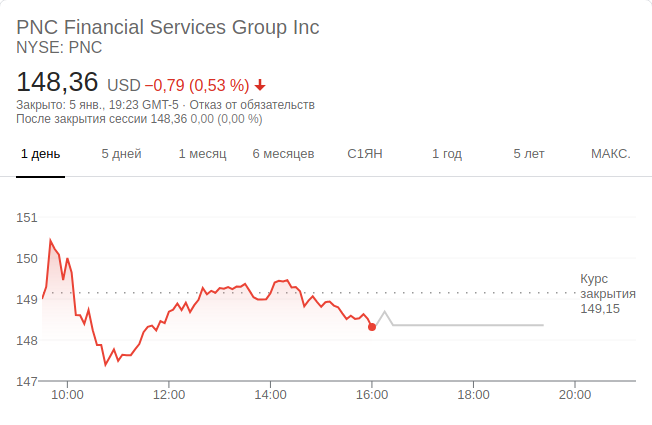 PNC Financial Services Group Inc
NYSE: PNC
148,36 USD −0,79 (0,53 %)
Закрыто: 5 янв., 19:23 GMT-5 · Отказ от обязательств
После закрытия сессии 148,36 0,00 (0,00 %)
1 день 5 дней 1 месяц 6 месяцев С1ЯН 1 год 5 лет МАКС.
151
150
149
148
147
Курс
закрытия
149,15
10:00 12:00 14:00 16:00 18:00 20:00